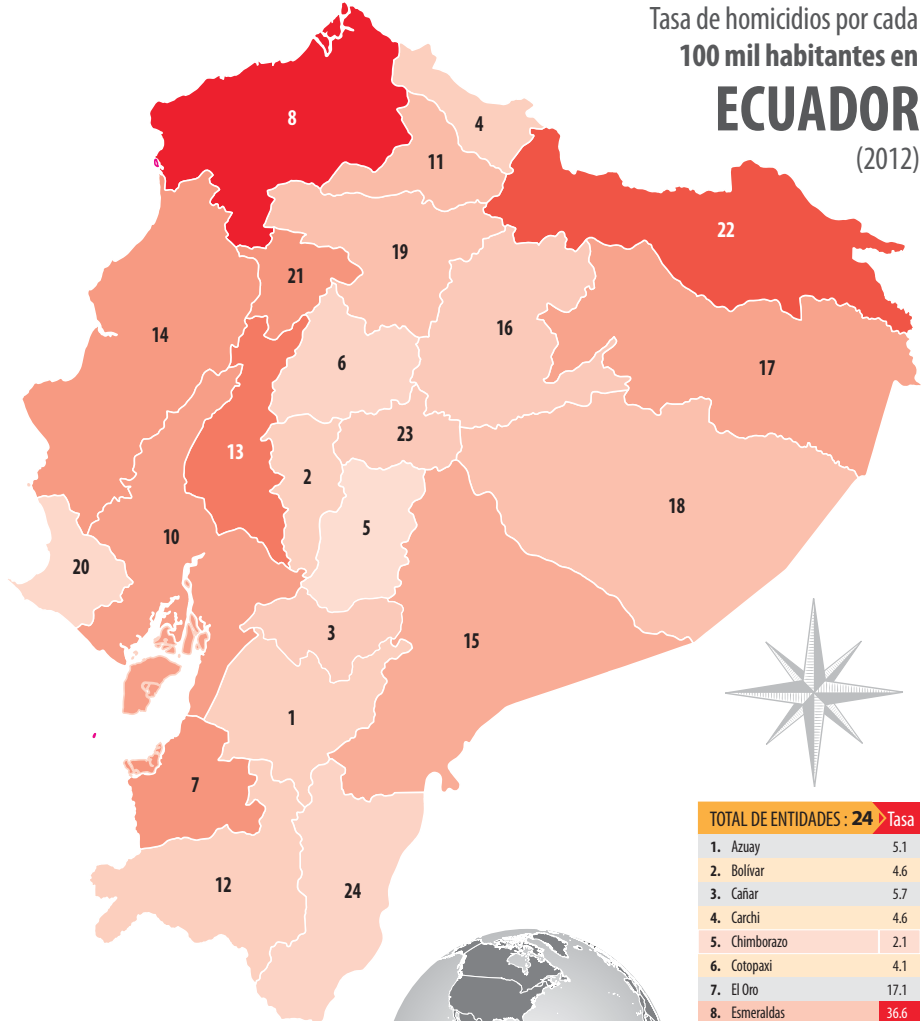 Tasa de homicidios por cada
100 mil habitantes en
ECUADOR
(2012)
8
4
11
22
19
21
14
16
17
6
23
13
2
18
5
10
20
3
15
1
7
12
24
TOTAL DE ENTIDADES : 24 Tasa
1. Azuay 5.1
2. Bolívar 4.6
3. Cañar 5.7
4. Carchi 4.6
5. Chimborazo 2.1
6. Cotopaxi 4.1
7. El Oro 17.1
8. Esmeraldas 36.6